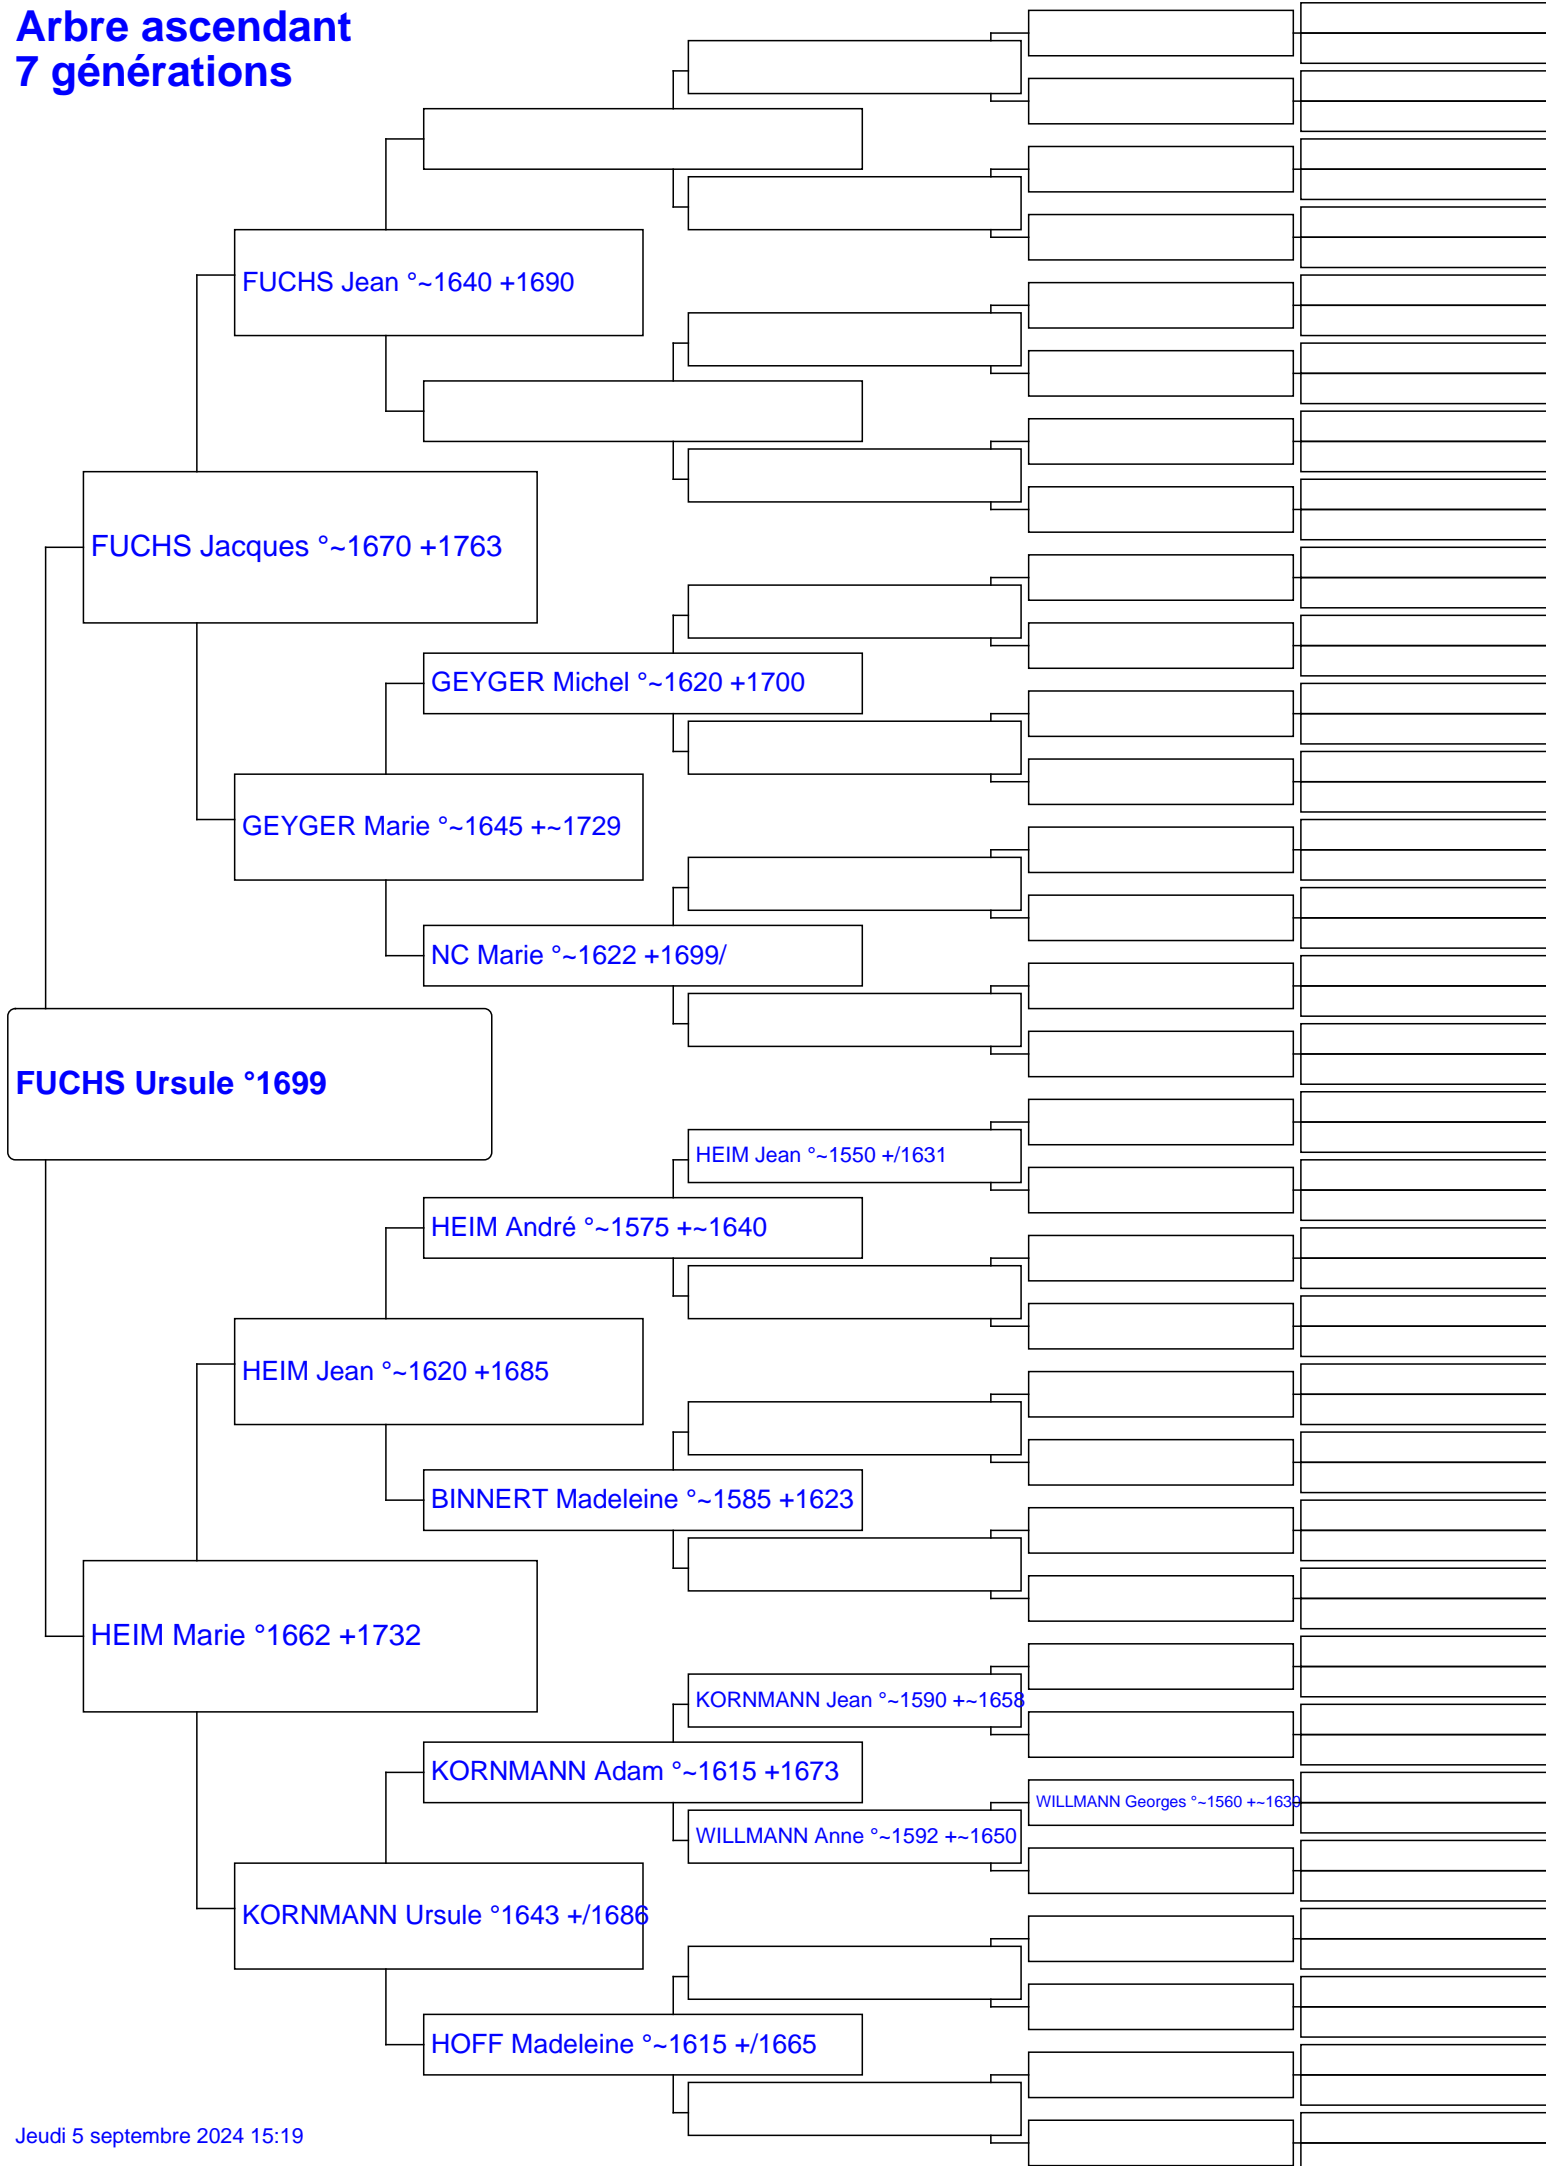 Arbre ascendant
7 générations
FUCHS Jean °~1640 +1690
FUCHS Jacques °~1670 +1763
GEYGER Michel °~1620 +1700
GEYGER Marie °~1645 +~1729
NC Marie °~1622 +1699/
FUCHS Ursule °1699
HEIM Jean °~1550 +/1631
HEIM André °~1575 +~1640
HEIM Jean °~1620 +1685
BINNERT Madeleine °~1585 +1623
HEIM Marie °1662 +1732
KORNMANN Jean °~1590 +~1658
KORNMANN Adam °~1615 +1673
WILLMANN Georges °~1560 +~1630
WILLMANN Anne °~1592 +~1650
KORNMANN Ursule °1643 +/1686
HOFF Madeleine °~1615 +/1665
Jeudi 5 septembre 2024 15:19